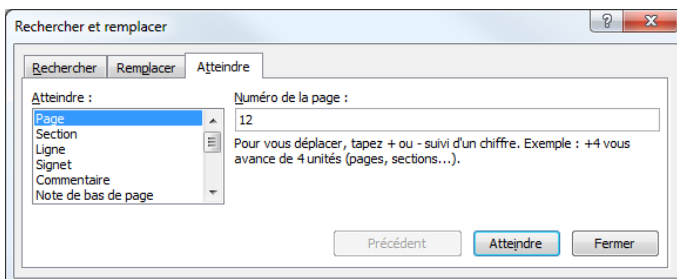 Rechercher et remplacer
Rechercher Remplacer Atteindre
Atteindre :
Page
Section
Ligne
Signet
Commentaire
Note de bas de page
Numéro de la page :
12
Pour vous déplacer, tapez + ou - suivi d'un chiffre. Exemple : +4 vous
avance de 4 unités (pages, sections...).
Précédent Atteindre Fermer